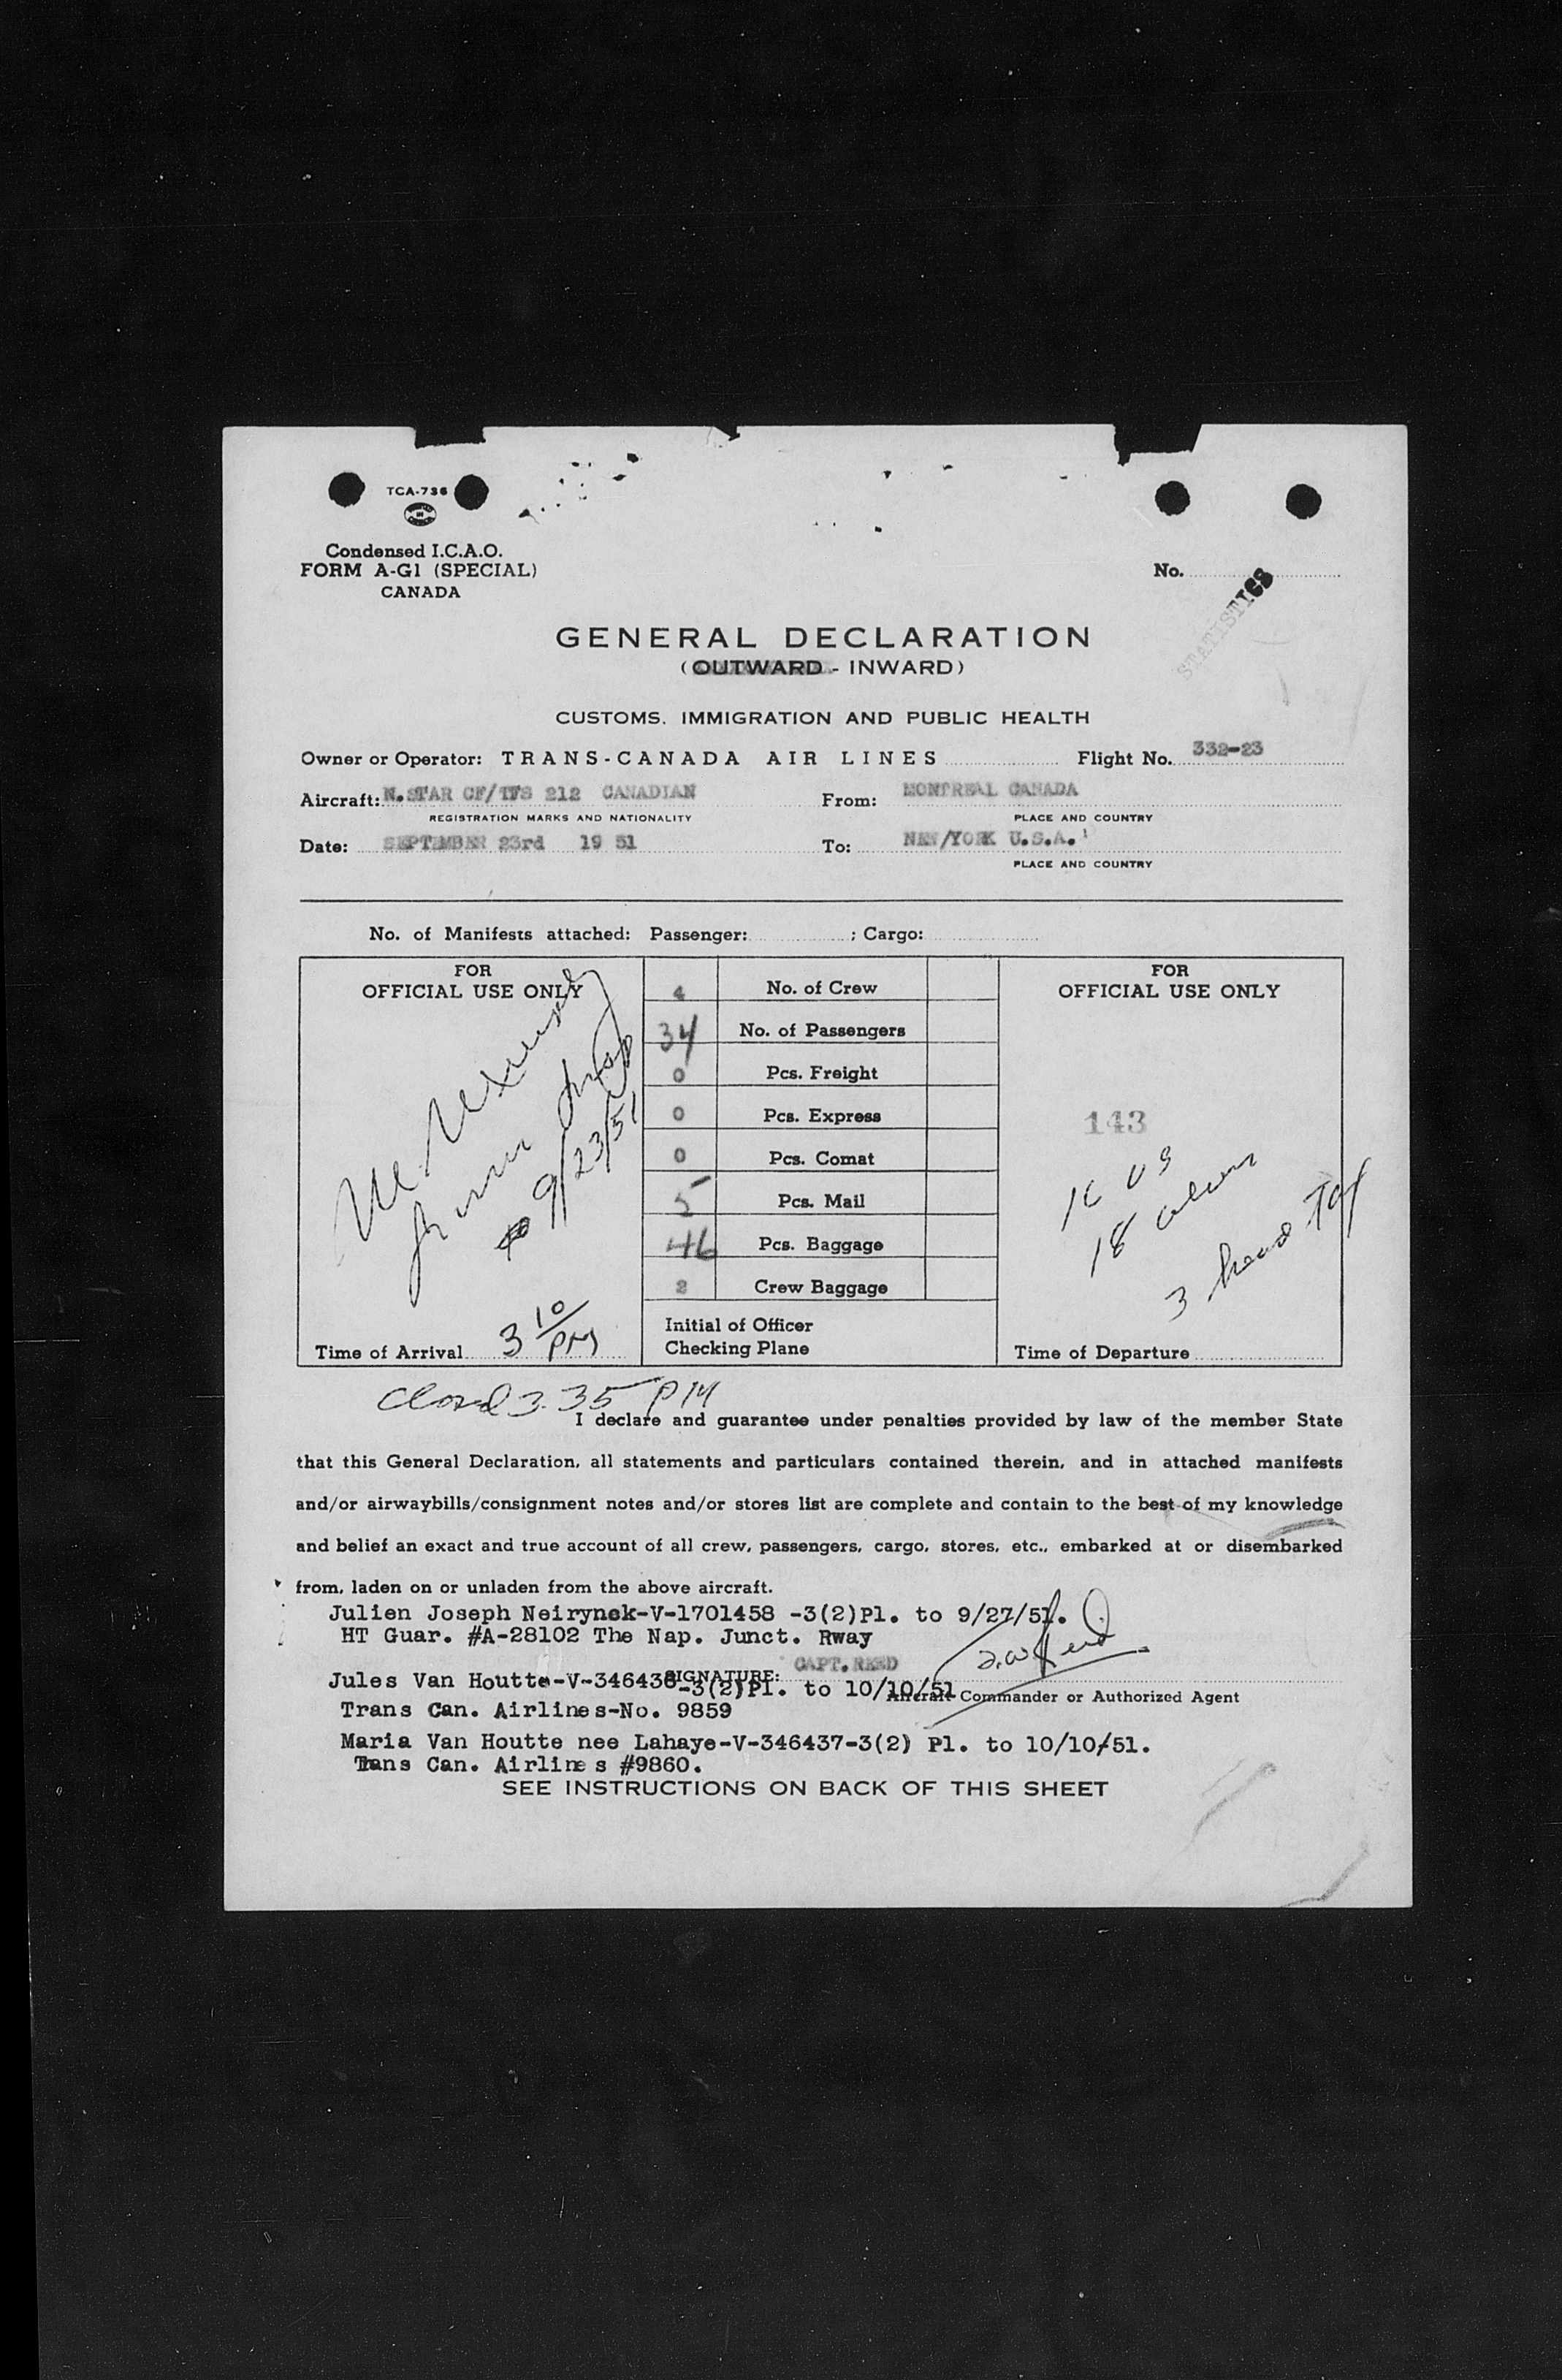 TCA-736
Condensed I.C.A.O.
FORM A-G1 (SPECIAL)
CANADA
No.
STATISTICS
GENERAL DECLARATION
(OUTWARD - INWARD)
CUSTOMS, IMMIGRATION AND PUBLIC HEALTH
Owner or Operator: TRANS-CANADA AIR LINES Flight No. 332-23
Aircraft: N.STAR CF/TFS 212 CANADIAN From: MONTREAL CANADA
REGISTRATION MARKS AND NATIONALITY PLACE AND COUNTRY
Date: SEPTEMBER 23rd 19 51 To: NEW/YORK U.S.A.
PLACE AND COUNTRY
No. of Manifests attached: Passenger: ; Cargo:
FOR
OFFICIAL USE ONLY
9/23/51
Time of Arrival 3 10/PM
4 No. of Crew
34 No. of Passengers
0 Pcs. Freight
0 Pcs. Express
0 Pcs. Comat
5 Pcs. Mail
46 Pcs. Baggage
2 Crew Baggage
Initial of Officer
Checking Plane
FOR
OFFICIAL USE ONLY
143
16 US
18 aliens
3 head Tax
Time of Departure
Closed 3.35 PM
I declare and guarantee under penalties provided by law of the member State
that this General Declaration, all statements and particulars contained therein, and in attached manifests
and/or airwaybills/consignment notes and/or stores list are complete and contain to the best of my knowledge
and belief an exact and true account of all crew, passengers, cargo, stores, etc., embarked at or disembarked
from, laden on or unladen from the above aircraft.
Julien Joseph Neirynck-V-1701458 -3(2)Pl. to 9/27/51.
HT Guar. #A-28102 The Nap. Junct. Rway
SIGNATURE: CAPT. REED
Jules Van Houtte-V-346436-3(2)Pl. to 10/10/51
Aircraft Commander or Authorized Agent
Trans Can. Airlines-No. 9859
Maria Van Houtte nee Lahaye-V-346437-3(2) Pl. to 10/10/51.
Tans Can. Airlines #9860.
SEE INSTRUCTIONS ON BACK OF THIS SHEET